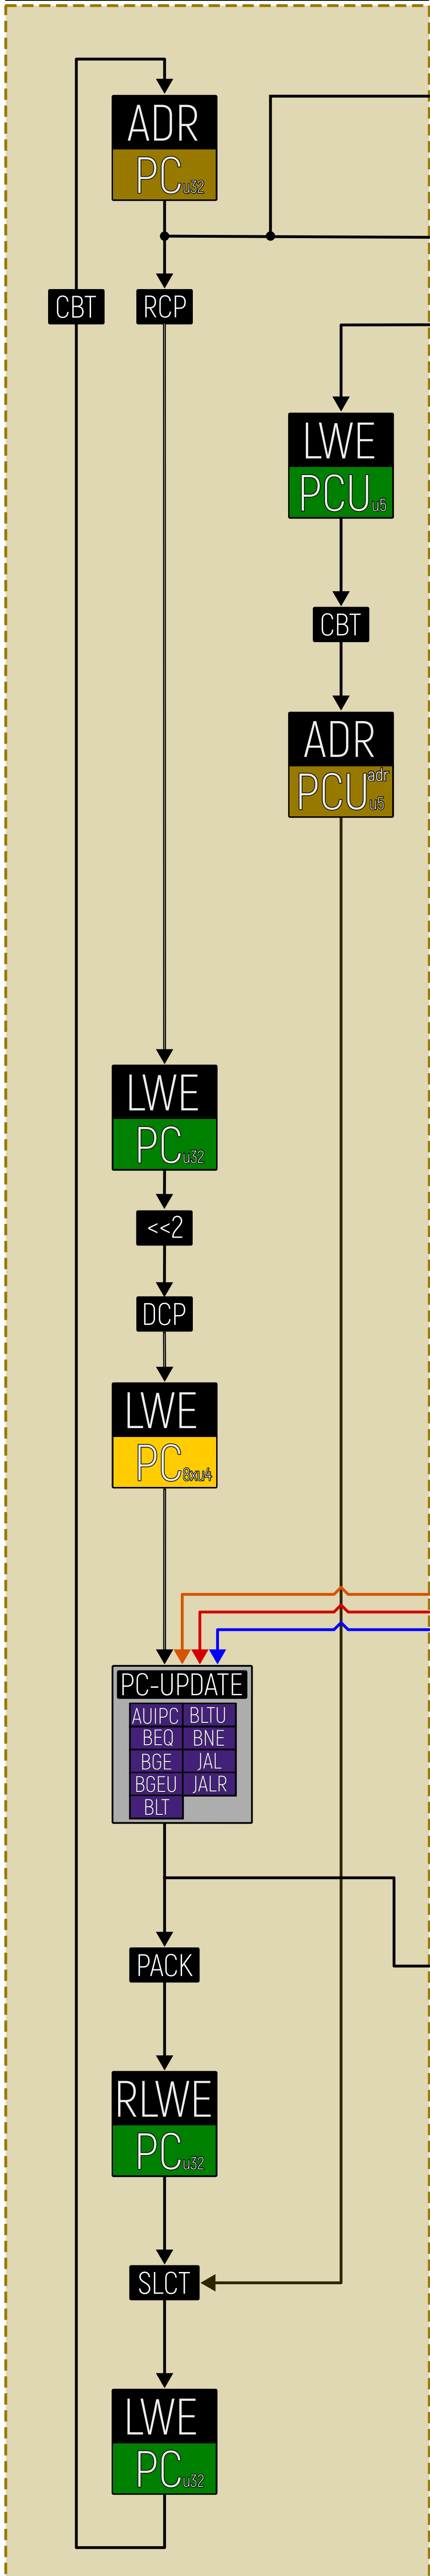 ADR
PCu32
CBT
RCP
LWE
PCUu5
CBT
ADR
PCUadru5
LWE
PCu32
<<2
DCP
LWE
PC8xu4
PC-UPDATE
AUIPC BLTU
BEQ BNE
BGE JAL
BGEU JALR
BLT
PACK
RLWE
PCu32
SLCT
LWE
PCu32